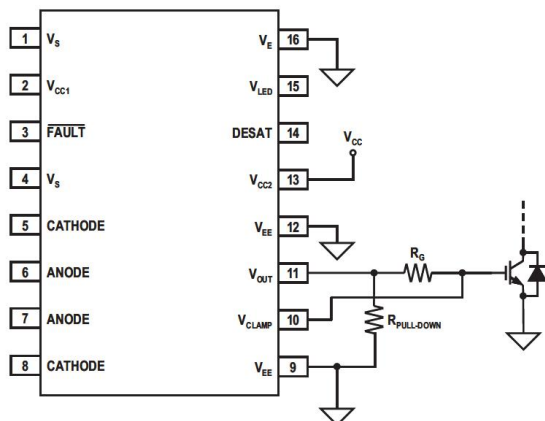 1 VS
2 VCC1
3 FAULT
4 VS
5 CATHODE
6 ANODE
7 ANODE
8 CATHODE
VE 16
VLED 15
DESAT 14
VCC2 13
VEE 12
VOUT 11
VCLAMP 10
VEE 9
VCC
RG
RPULL-DOWN